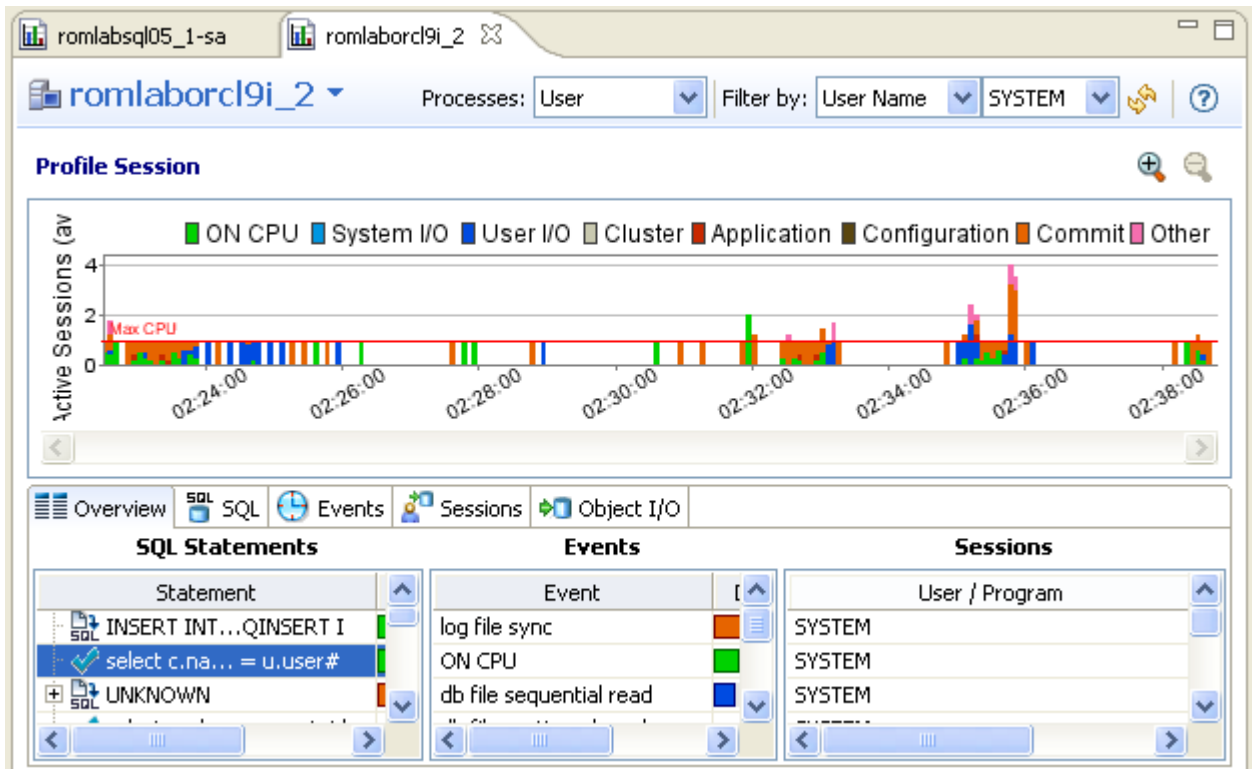 romlabsql05_1-sa romlaborcl9i_2
romlaborcl9i_2 Processes: User Filter by: User Name SYSTEM
Profile Session
Active Sessions (av
ON CPU System I/O User I/O Cluster Application Configuration Commit Other
4
2
Max CPU
0
02:24:00 02:26:00 02:28:00 02:30:00 02:32:00 02:34:00 02:36:00 02:38:00
Overview SQL SQL Events Sessions Object I/O
SQL Statements Events Sessions
Statement Event User / Program
SQL INSERT INT...QINSERT I log file sync SYSTEM
select c.na... = u.user# ON CPU SYSTEM
SQL UNKNOWN db file sequential read SYSTEM